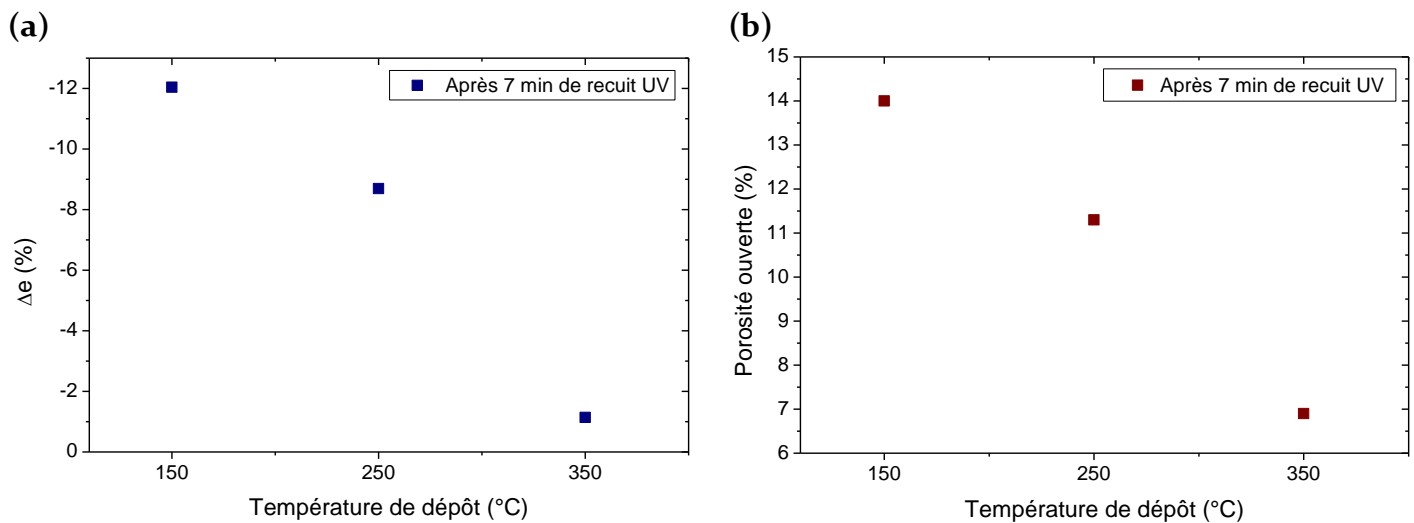 (a)
-12
-10
-8
-6
-4
-2
0
Δe (%)
Après 7 min de recuit UV
150
250
350
Température de dépôt (°C)
(b)
15
14
13
12
11
10
9
8
7
6
Porosité ouverte (%)
Après 7 min de recuit UV
150
250
350
Température de dépôt (°C)